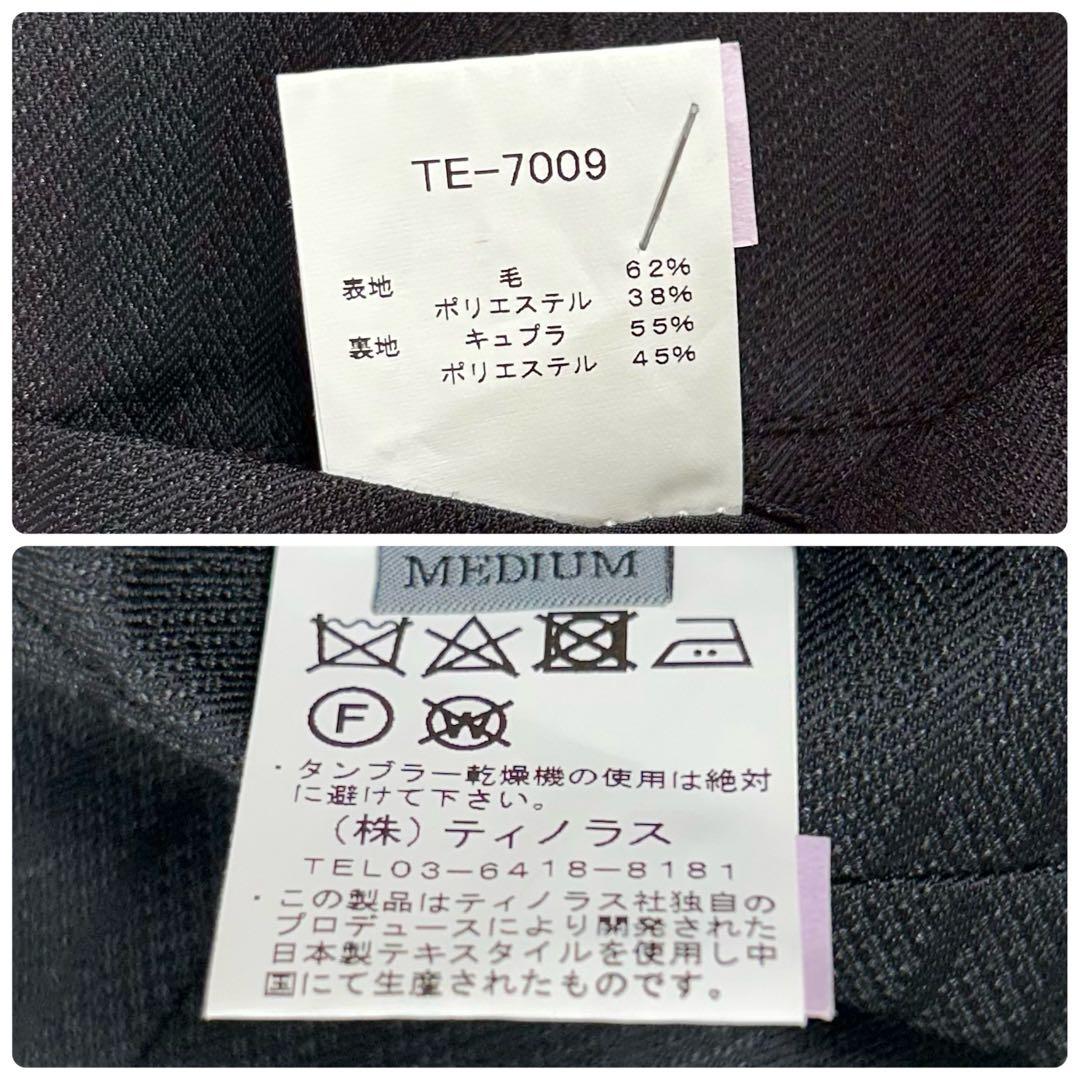 TE-7009
表地 毛 62%
ポリエステル 38%
裏地 キュプラ 55%
ポリエステル 45%
MEDIUM
F
W
・タンブラー乾燥機の使用は絶対
に避けて下さい。
(株)ティノラス
TEL03-6418-8181
・この製品はティノラス社独自の
プロデュースにより開発された
日本製テキスタイルを使用し中
国にて生産されたものです。